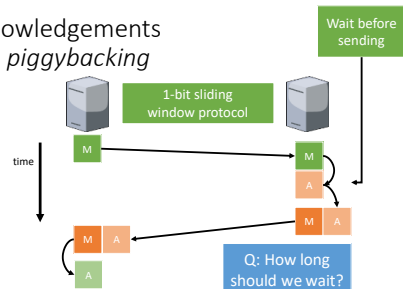 owledgements
piggybacking
Wait before
sending
1-bit sliding
window protocol
time
M
M
A
M A
M A
A
Q: How long
should we wait?